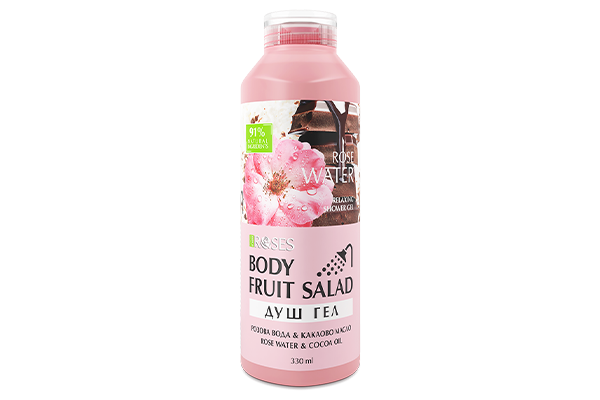 91%
NATURAL
INGREDIENTS
ROSE
WATER
RELAXING
SHOWER GEL
ROSES
BODY
FRUIT SALAD
ДУШ ГЕЛ
РОЗОВА ВОДА & КАКАОВО МАСЛО
ROSE WATER & COCOA OIL
330 ml